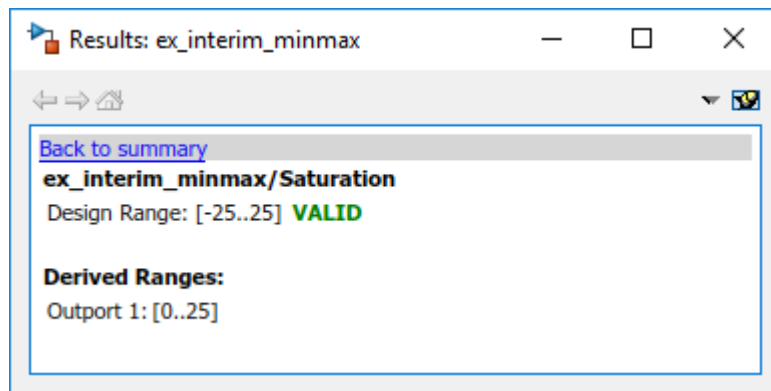 Results: ex_interim_minmax
Back to summary
ex_interim_minmax/Saturation
Design Range: [-25..25] VALID
Derived Ranges:
Outport 1: [0..25]